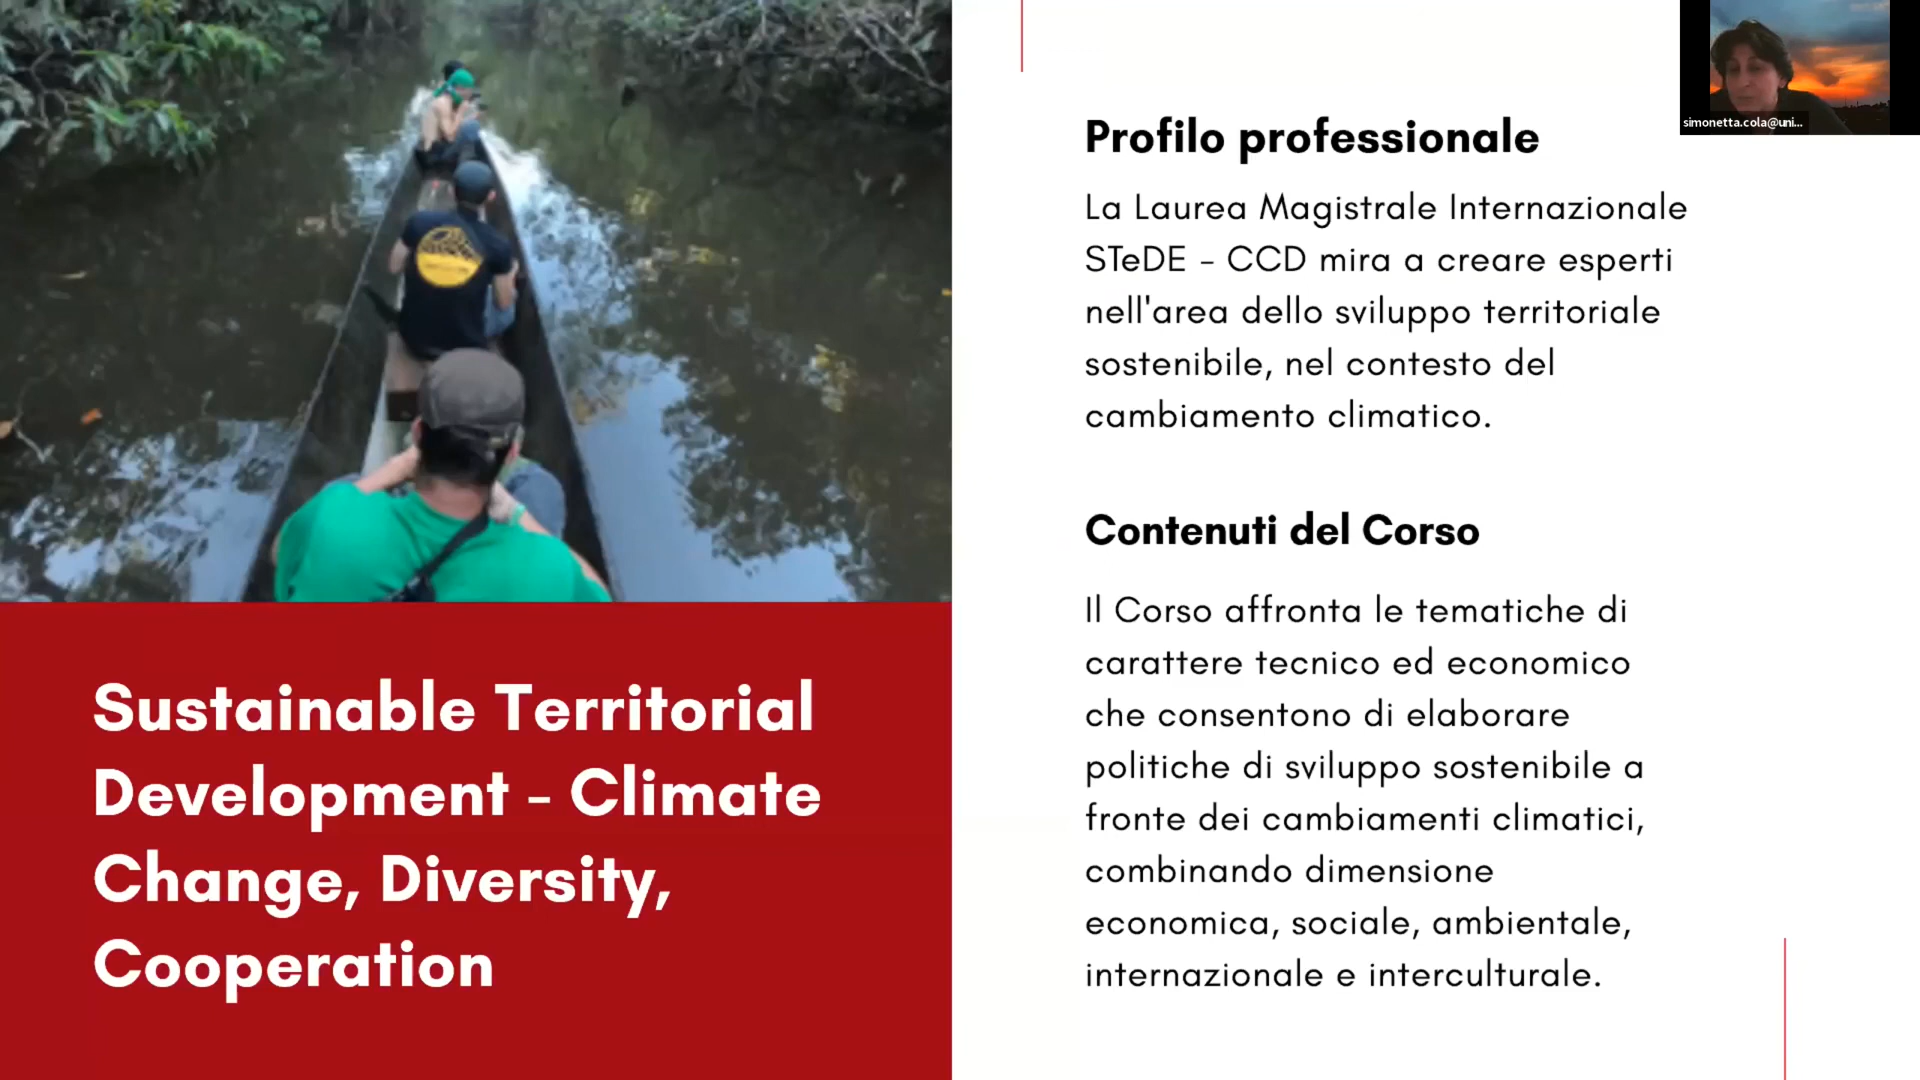 Sustainable Territorial
Development - Climate
Change, Diversity,
Cooperation
Profilo professionale
La Laurea Magistrale Internazionale
STeDE - CCD mira a creare esperti
nell'area dello sviluppo territoriale
sostenibile, nel contesto del
cambiamento climatico.
Contenuti del Corso
Il Corso affronta le tematiche di
carattere tecnico ed economico
che consentono di elaborare
politiche di sviluppo sostenibile a
fronte dei cambiamenti climatici,
combinando dimensione
economica, sociale, ambientale,
internazionale e interculturale.
simonetta.cola@uni...